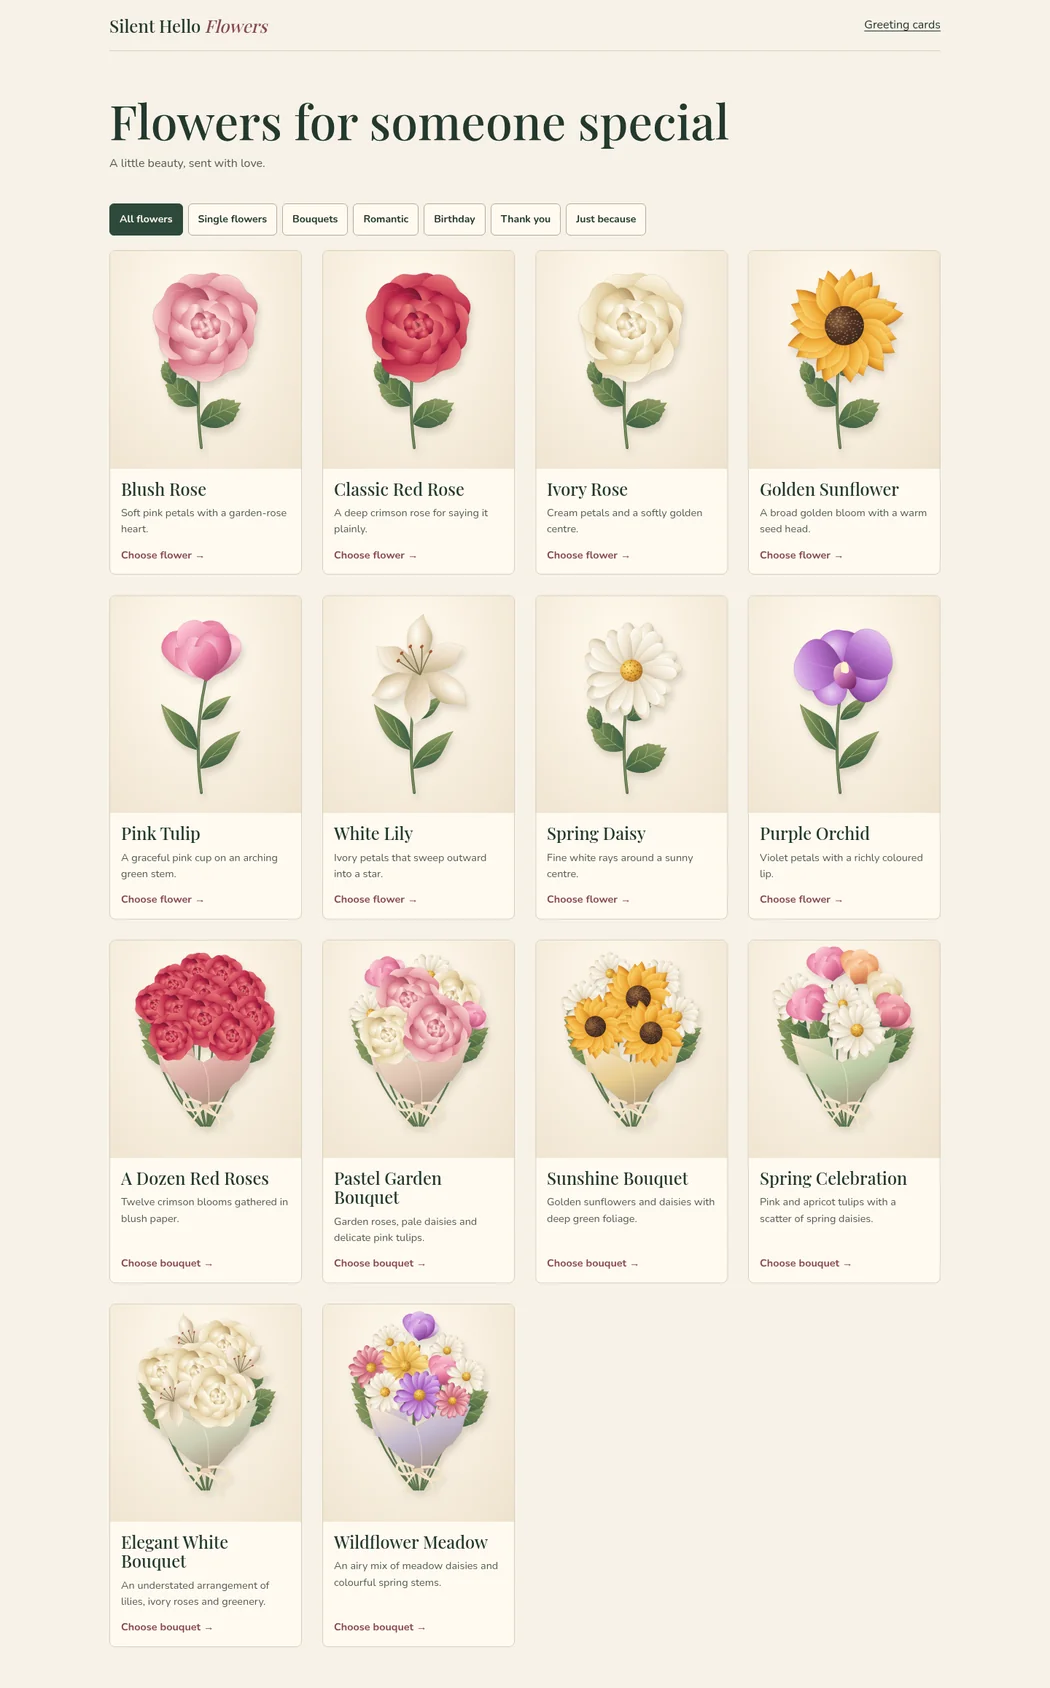 Silent Hello Flowers
Greeting cards
Flowers for someone special
A little beauty, sent with love.
All flowers
Single flowers
Bouquets
Romantic
Birthday
Thank you
Just because
Blush Rose
Soft pink petals with a garden-rose
heart.
Choose flower →
Classic Red Rose
A deep crimson rose for saying it
plainly.
Choose flower →
Ivory Rose
Cream petals and a softly golden
centre.
Choose flower →
Golden Sunflower
A broad golden bloom with a warm
seed head.
Choose flower →
Pink Tulip
A graceful pink cup on an arching
green stem.
Choose flower →
White Lily
Ivory petals that sweep outward
into a star.
Choose flower →
Spring Daisy
Fine white rays around a sunny
centre.
Choose flower →
Purple Orchid
Violet petals with a richly coloured
lip.
Choose flower →
A Dozen Red Roses
Twelve crimson blooms gathered in
blush paper.
Choose bouquet →
Pastel Garden
Bouquet
Garden roses, pale daisies and
delicate pink tulips.
Choose bouquet →
Sunshine Bouquet
Golden sunflowers and daisies with
deep green foliage.
Choose bouquet →
Spring Celebration
Pink and apricot tulips with a
scatter of spring daisies.
Choose bouquet →
Elegant White
Bouquet
An understated arrangement of
lilies, ivory roses and greenery.
Choose bouquet →
Wildflower Meadow
An airy mix of meadow daisies and
colourful spring stems.
Choose bouquet →